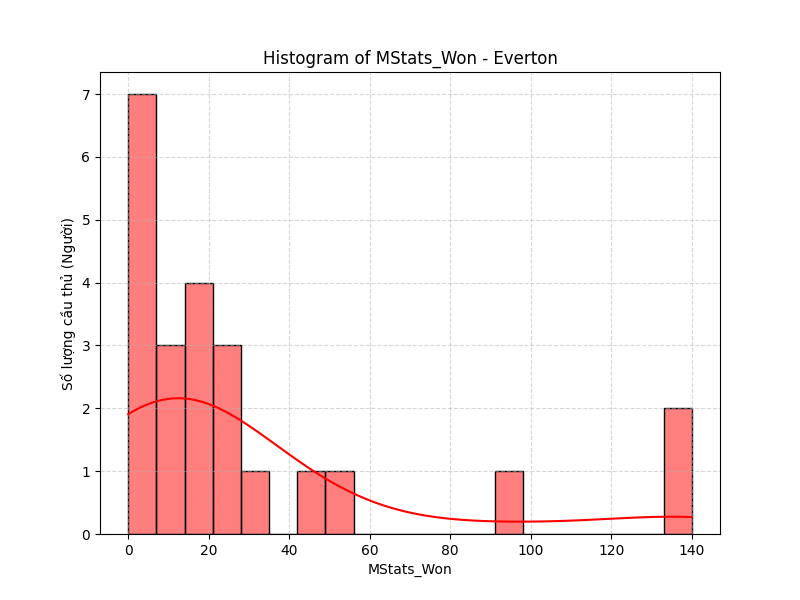 Histogram of MStats_Won - Everton
Số lượng cầu thủ (Người)
7
6
5
4
3
2
1
0
0 20 40 60 80 100 120 140
MStats_Won